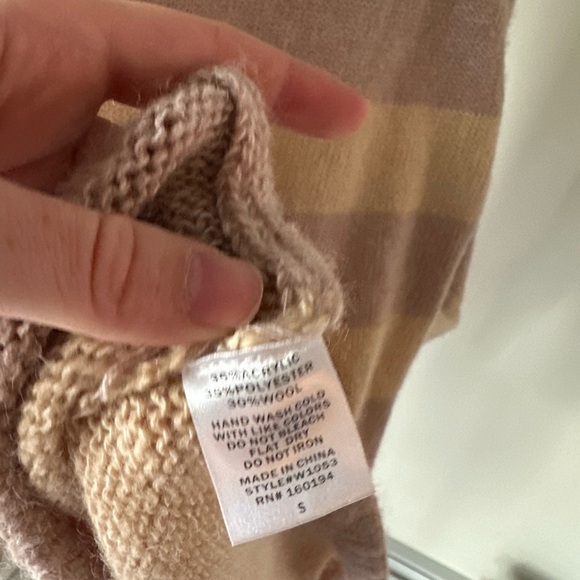 35%ACRYLIC
35%POLYESTER
30%WOOL
HAND WASH COLD
WITH LIKE COLORS
DO NOT BLEACH
FLAT DRY
DO NOT IRON
MADE IN CHINA
STYLE#W1053
RN# 160194
S